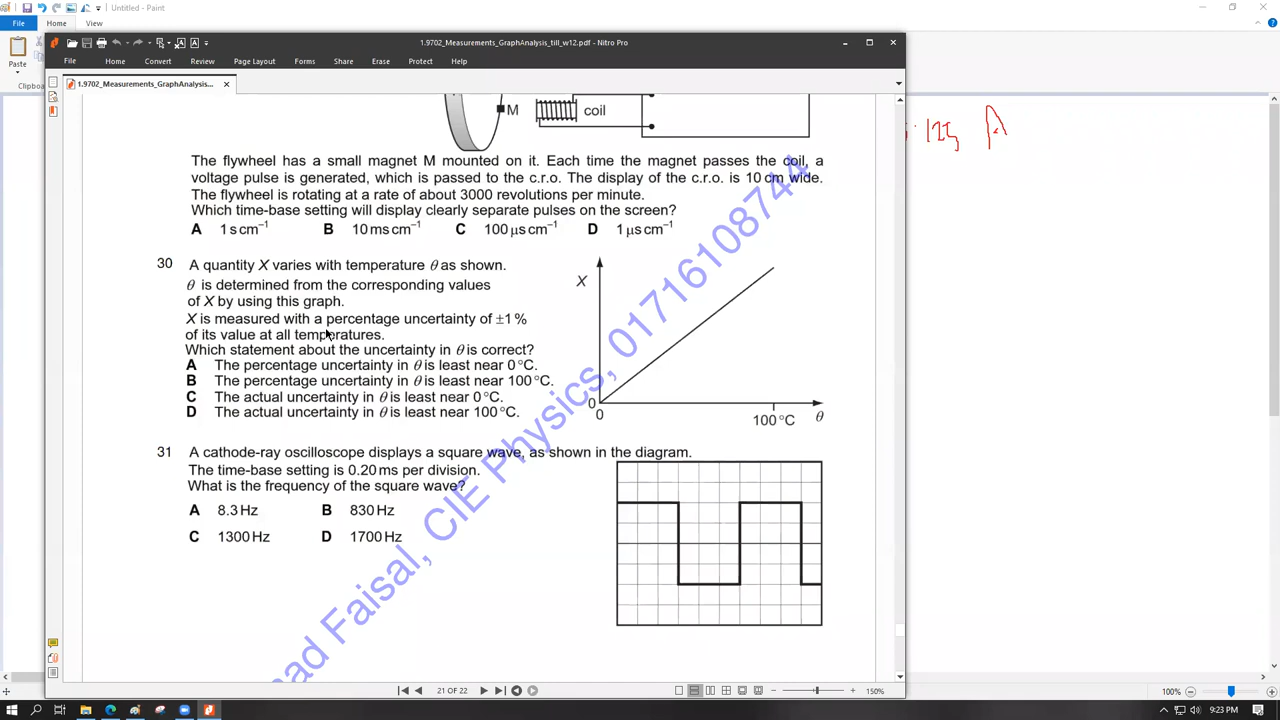 Untitled - Paint
File
Home
View
Paste
Clipboard
1.9702_Measurements_GraphAnalysis_till_w12.pdf - Nitro Pro
File Home Convert Review Page Layout Forms Share Erase Protect Help
1.9702_Measurements_GraphAnalysis...
M
coil
125
The flywheel has a small magnet M mounted on it. Each time the magnet passes the coil, a
voltage pulse is generated, which is passed to the c.r.o. The display of the c.r.o. is 10 cm wide.
The flywheel is rotating at a rate of about 3000 revolutions per minute.
Which time-base setting will display clearly separate pulses on the screen?
A 1 s cm⁻¹ B 10 ms cm⁻¹ C 100 μs cm⁻¹ D 1 μs cm⁻¹
30 A quantity X varies with temperature θ as shown.
θ is determined from the corresponding values
of X by using this graph.
X is measured with a percentage uncertainty of ±1 %
of its value at all temperatures.
Which statement about the uncertainty in θ is correct?
A The percentage uncertainty in θ is least near 0 °C.
B The percentage uncertainty in θ is least near 100 °C.
C The actual uncertainty in θ is least near 0 °C.
D The actual uncertainty in θ is least near 100 °C.
X
0
0
100 °C
θ
31 A cathode-ray oscilloscope displays a square wave, as shown in the diagram.
The time-base setting is 0.20 ms per division.
What is the frequency of the square wave?
A 8.3 Hz B 830 Hz
C 1300 Hz D 1700 Hz
ad Faisal, CIE Physics, 01716108744
21 OF 22
150%
100%
9:23 PM